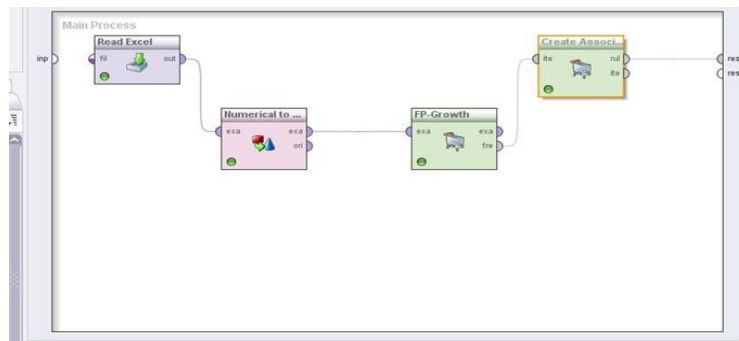 Main Process
Read Excel
inp
fil
out
res
res
Numerical to ...
exa
exa
ori
FP-Growth
exa
exa
fre
Create Associ...
ite
rul
ite